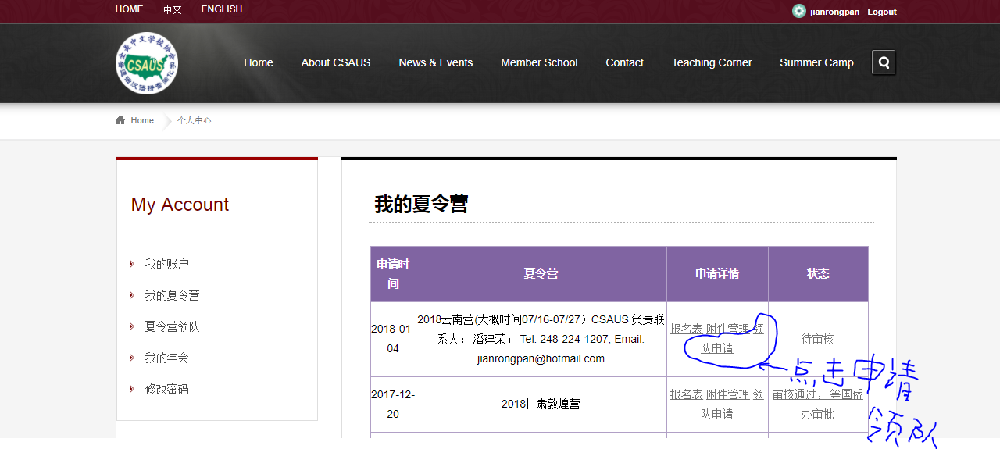 HOME 中文 ENGLISH
jianrongpan Logout
全美中文学校协会
CSAUS
Home About CSAUS News & Events Member School Contact Teaching Corner Summer Camp
Home 个人中心
My Account
我的账户
我的夏令营
夏令营领队
我的年会
修改密码
我的夏令营
申请时
间
夏令营
申请详情
状态
2018-01-
04
2018云南营(大概时间07/16-07/27）CSAUS 负责联
系人： 潘建荣； Tel: 248-224-1207; Email:
jianrongpan@hotmail.com
报名表 附件管理 领
队申请
待审核
点击申请
领队
2017-12-
20
2018甘肃敦煌营
报名表 附件管理 领
队申请
审核通过， 等国侨
办审批